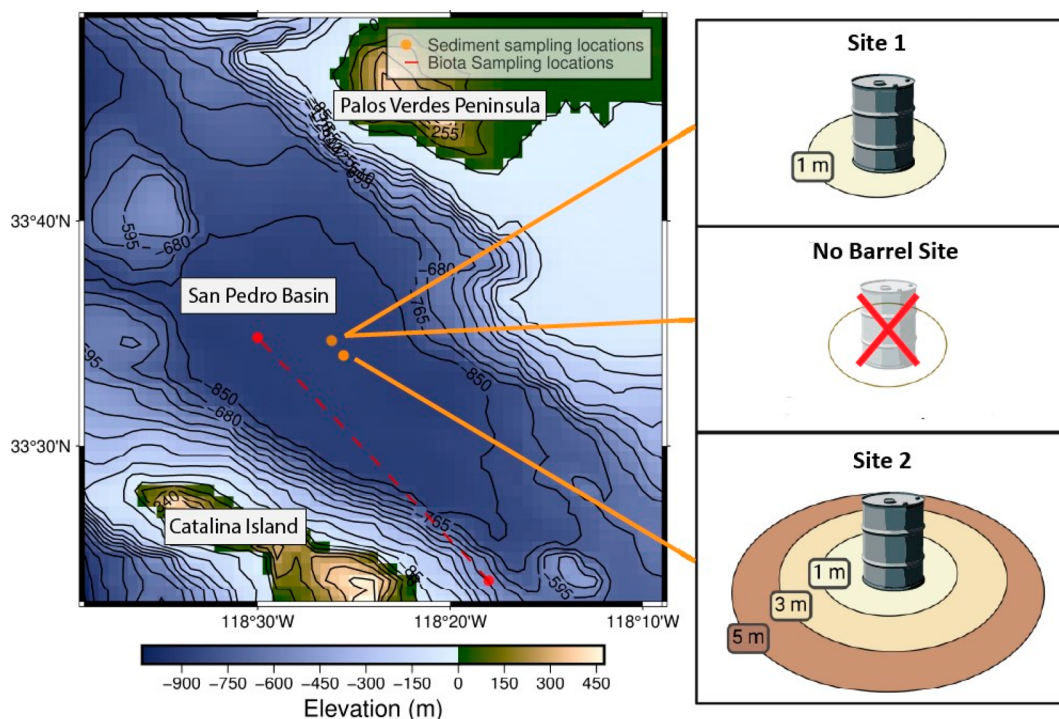 Sediment sampling locations
Biota Sampling locations
Palos Verdes Peninsula
255
-595
-680
33°40'N
-595
-680
-680
-765
San Pedro Basin
-595
-850
-850
-680
33°30'N
340
-765
Catalina Island
-595
118°30'W
118°20'W
118°10'W
-900
-750
-600
-450
-300
-150
0
150
300
450
Elevation (m)
Site 1
1 m
No Barrel Site
Site 2
1 m
3 m
5 m